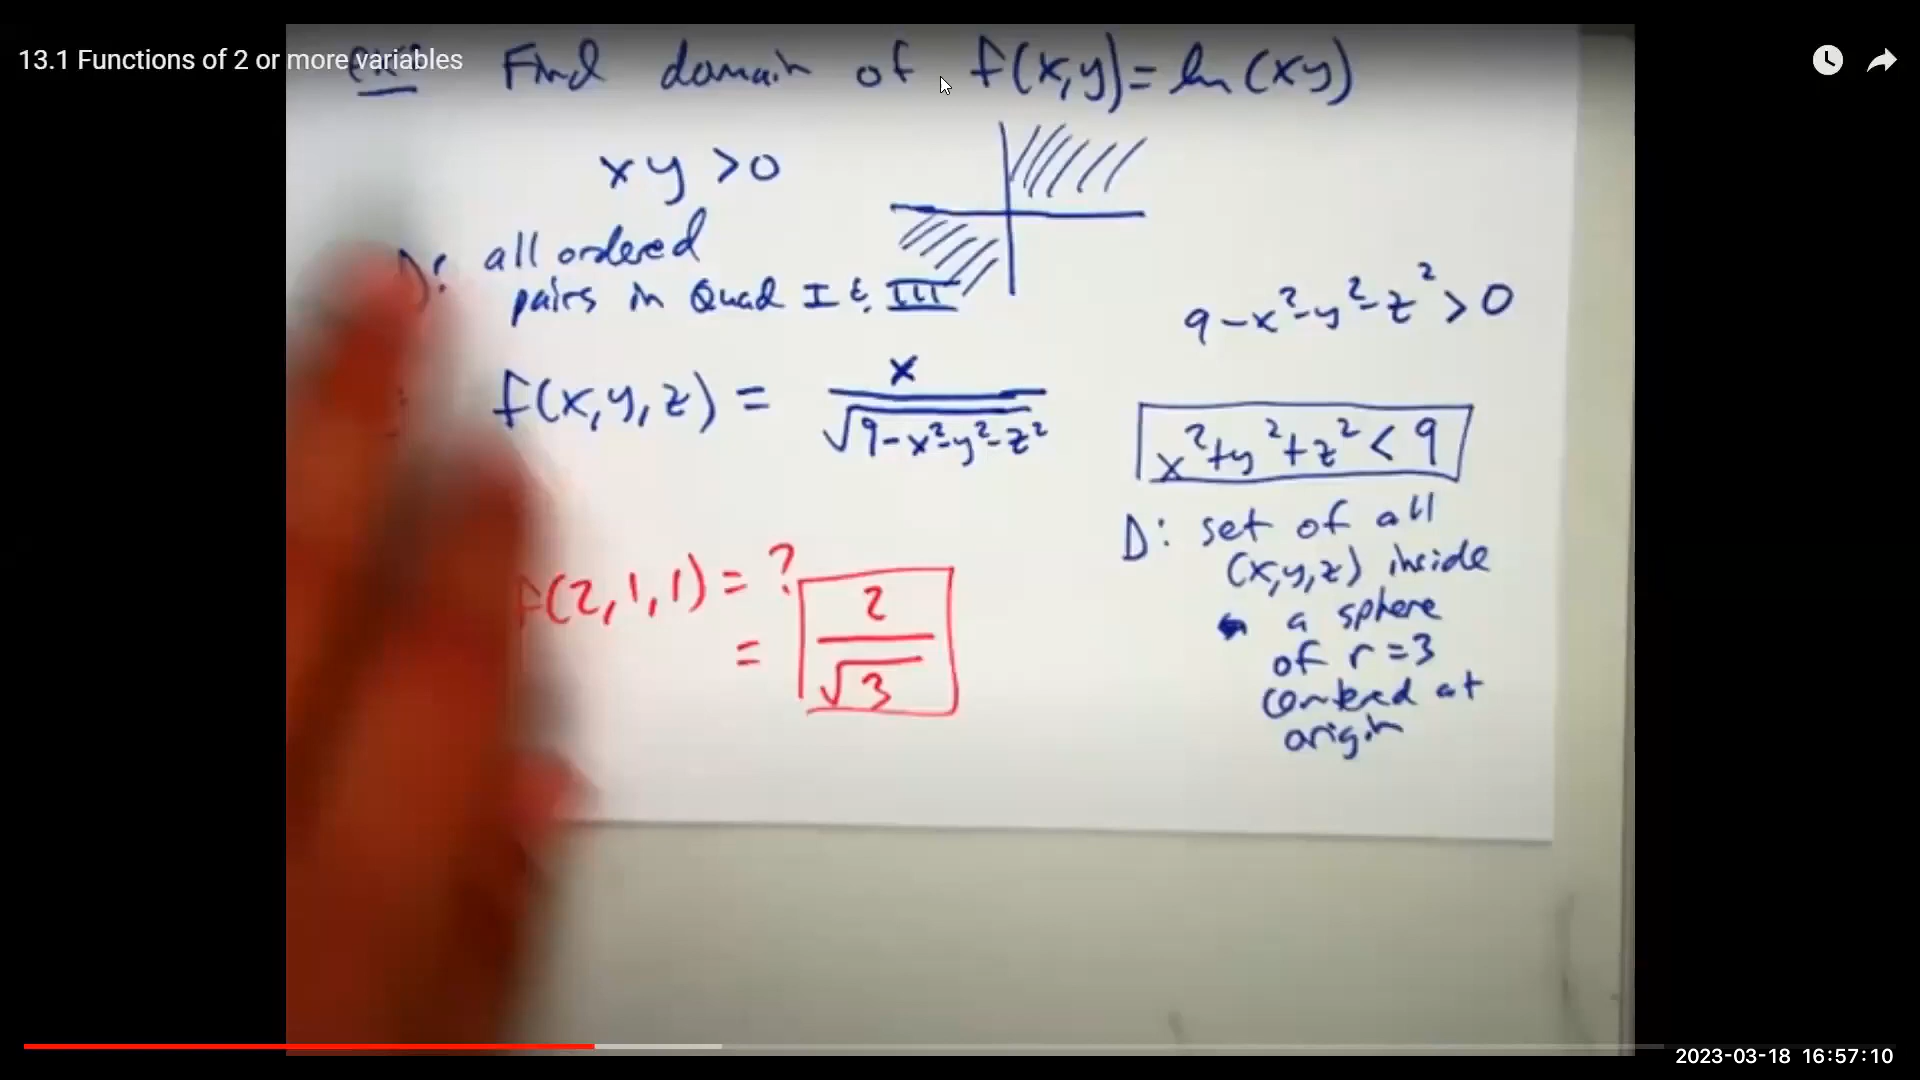 13.1 Functions of 2 or more variables
Find domain of f(x,y)= ln(xy)
xy >0
D: all ordered
pairs in Quad I & III
9-x²-y²-z² > 0
f(x,y,z) = x / √9-x²-y²-z²
x²+y²+z² < 9
D: set of all
(x,y,z) inside
a sphere
of r=3
centered at
origin
f(2,1,1) = ?
= 2 / √3
2023-03-18 16:57:10